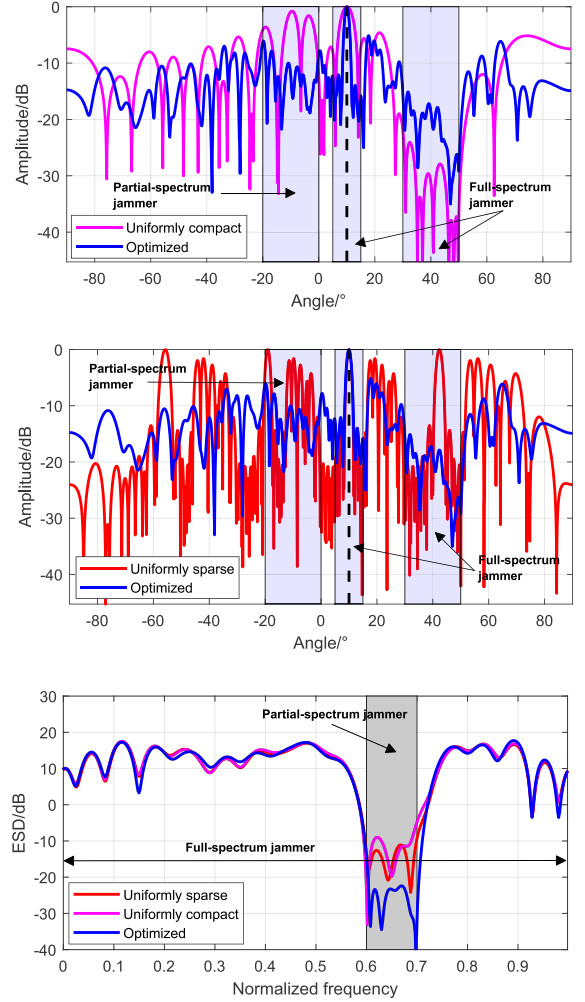 0
-10
-20
-30
-40
Amplitude/dB
Partial-spectrum
jammer
Full-spectrum
jammer
Uniformly compact
Optimized
-80 -60 -40 -20 0 20 40 60 80
Angle/°
0
-10
-20
-30
-40
Amplitude/dB
Partial-spectrum
jammer
Full-spectrum
jammer
Uniformly sparse
Optimized
-80 -60 -40 -20 0 20 40 60 80
Angle/°
30
20
10
0
-10
-20
-30
-40
ESD/dB
Partial-spectrum jammer
Full-spectrum jammer
Uniformly sparse
Uniformly compact
Optimized
0 0.1 0.2 0.3 0.4 0.5 0.6 0.7 0.8 0.9
Normalized frequency